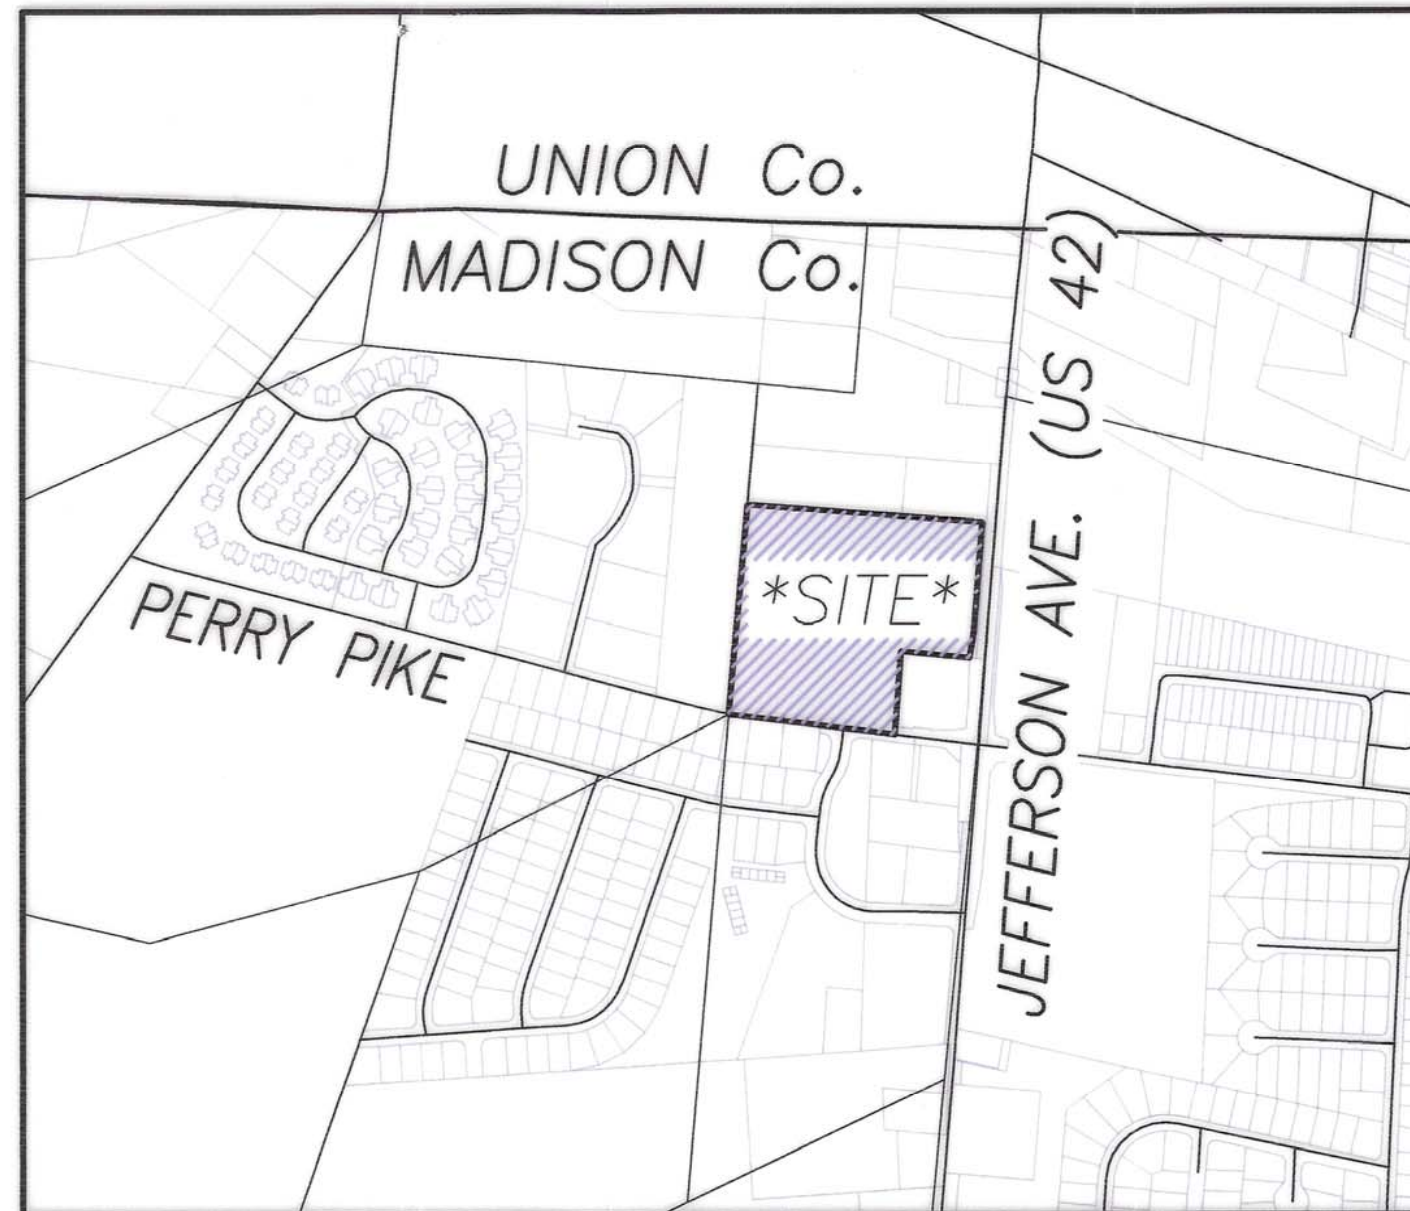 UNION Co.
MADISON Co.
JEFFERSON AVE. (US 42)
*SITE*
PERRY PIKE